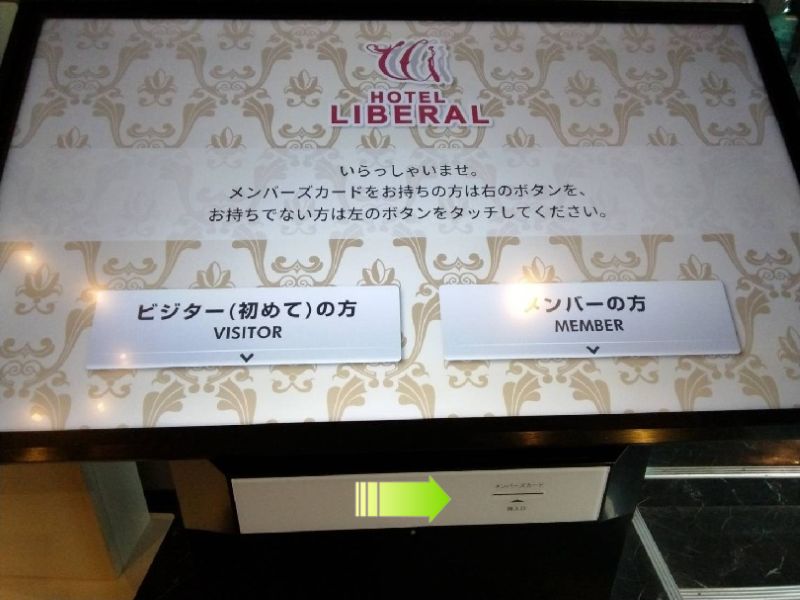 HOTEL
LIBERAL
いらっしゃいませ。
メンバーズカードをお持ちの方は右のボタンを、
お持ちでない方は左のボタンをタッチしてください。
ビジター(初めて)の方
VISITOR
メンバーの方
MEMBER
メンバーズカード
挿入口